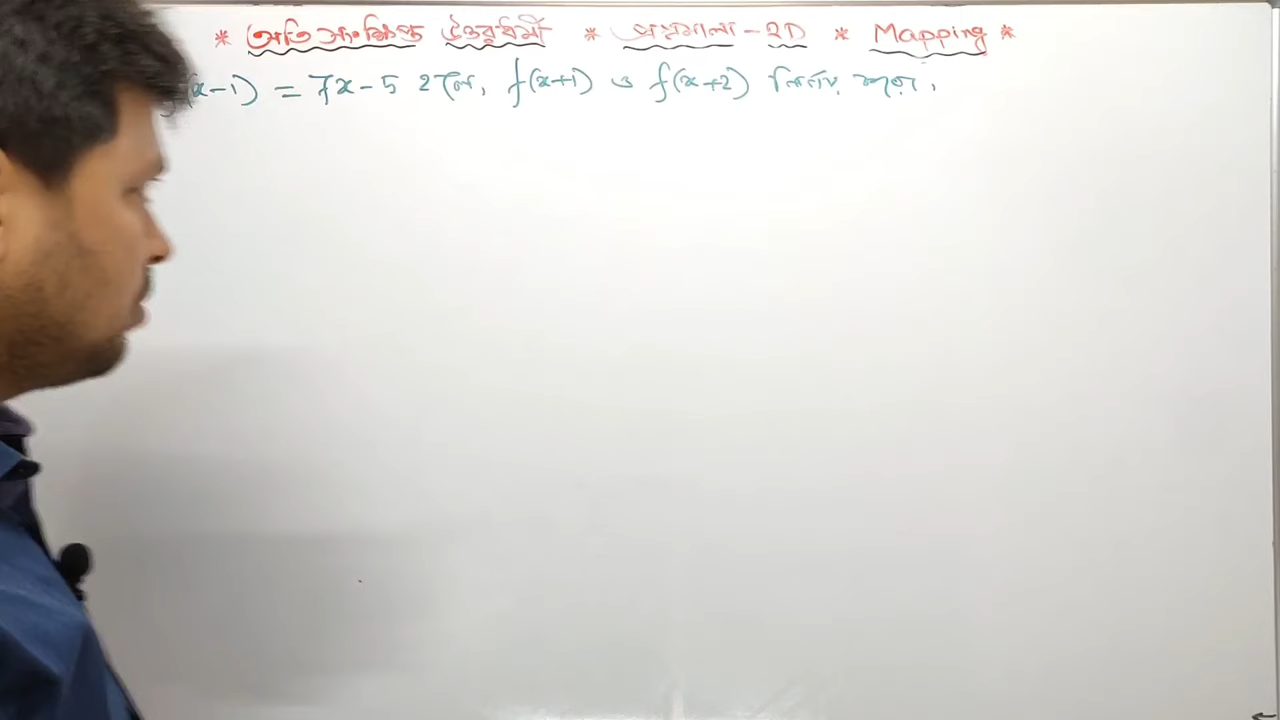 * অতি সংক্ষিপ্ত উত্তরধর্মী * প্রশ্নমালা - 2D * Mapping *
(x-1) = 7x-5 হলে, f(x+1) ও f(x+2) নির্ণয় করো,